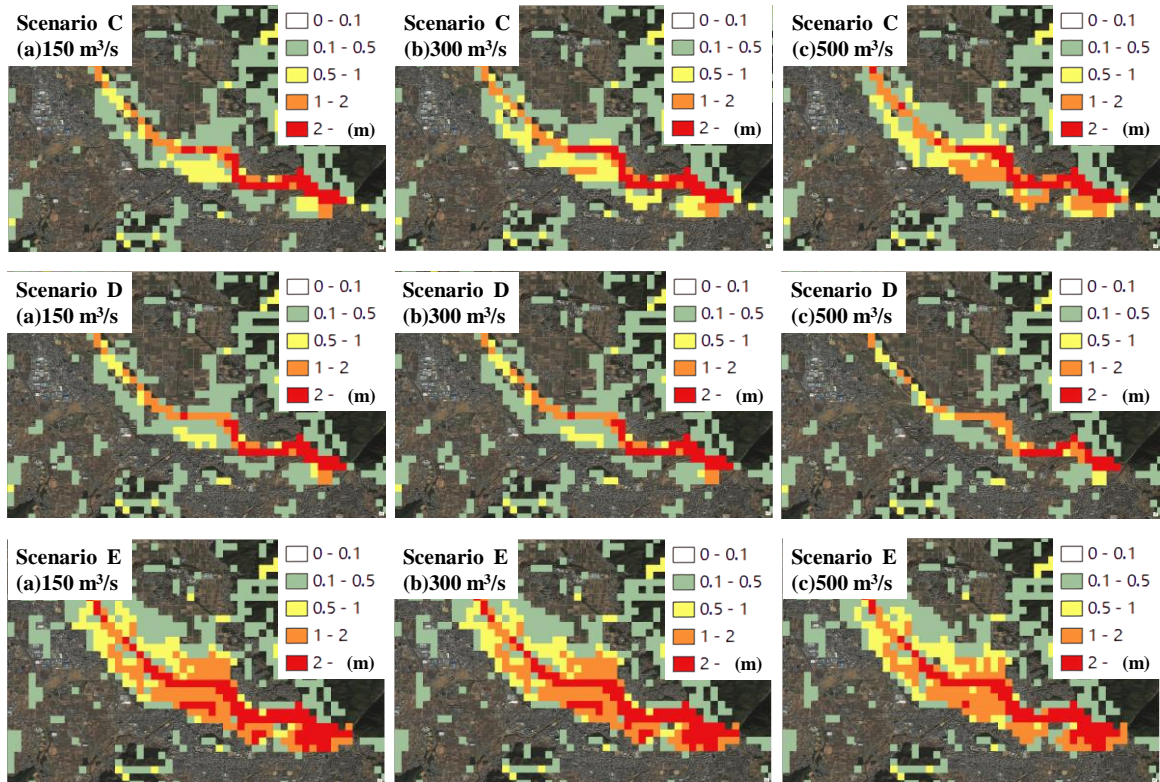 Scenario C
(a)150 m³/s
0 - 0.1
0.1 - 0.5
0.5 - 1
1 - 2
2 - (m)
Scenario C
(b)300 m³/s
0 - 0.1
0.1 - 0.5
0.5 - 1
1 - 2
2 - (m)
Scenario C
(c)500 m³/s
0 - 0.1
0.1 - 0.5
0.5 - 1
1 - 2
2 - (m)
Scenario D
(a)150 m³/s
0 - 0.1
0.1 - 0.5
0.5 - 1
1 - 2
2 - (m)
Scenario D
(b)300 m³/s
0 - 0.1
0.1 - 0.5
0.5 - 1
1 - 2
2 - (m)
Scenario D
(c)500 m³/s
0 - 0.1
0.1 - 0.5
0.5 - 1
1 - 2
2 - (m)
Scenario E
(a)150 m³/s
0 - 0.1
0.1 - 0.5
0.5 - 1
1 - 2
2 - (m)
Scenario E
(b)300 m³/s
0 - 0.1
0.1 - 0.5
0.5 - 1
1 - 2
2 - (m)
Scenario E
(c)500 m³/s
0 - 0.1
0.1 - 0.5
0.5 - 1
1 - 2
2 - (m)